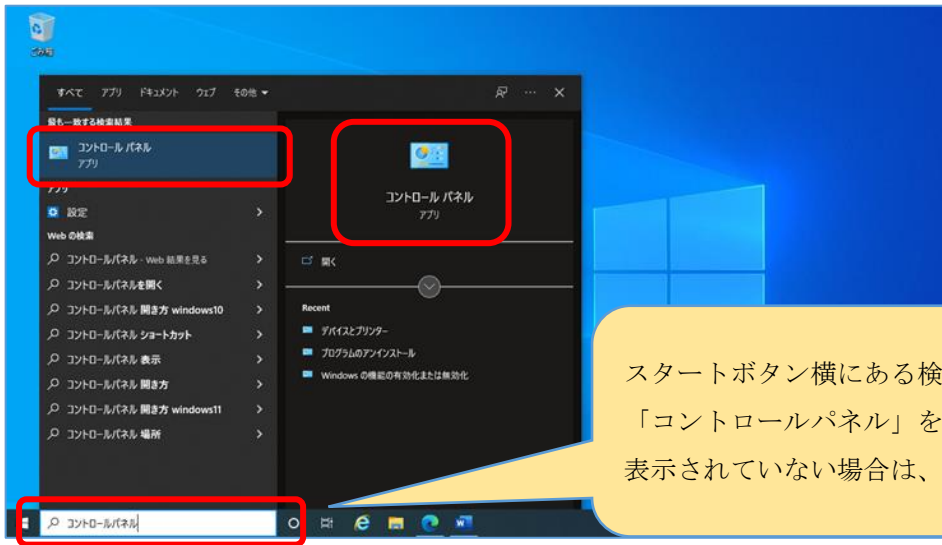 ごみ箱
すべて アプリ ドキュメント ウェブ その他
最も一致する検索結果
コントロール パネル
アプリ
アプリ
設定
Web の検索
コントロールパネル - Web 結果を見る
コントロールパネルを開く
コントロールパネル 開き方 windows10
コントロールパネル ショートカット
コントロールパネル 表示
コントロールパネル 開き方
コントロールパネル 開き方 windows11
コントロールパネル 場所
コントロールパネル
コントロール パネル
アプリ
開く
Recent
デバイスとプリンター
プログラムのアンインストール
Windows の機能の有効化または無効化
スタートボタン横にある検
「コントロールパネル」を
表示されていない場合は、